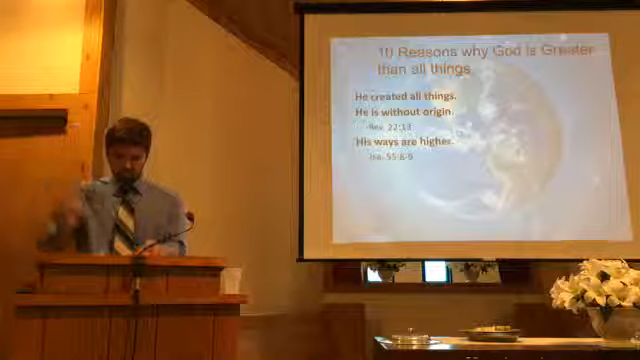 10 Reasons why God is Greater
than all things
He created all things.
He is without origin.
Rev. 22:13
His ways are higher.
Isa. 55:8-9